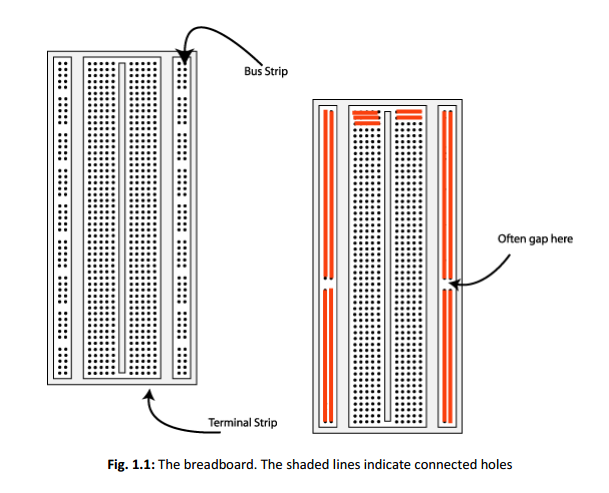 Bus Strip
Often gap here
Terminal Strip
Fig. 1.1: The breadboard. The shaded lines indicate connected holes